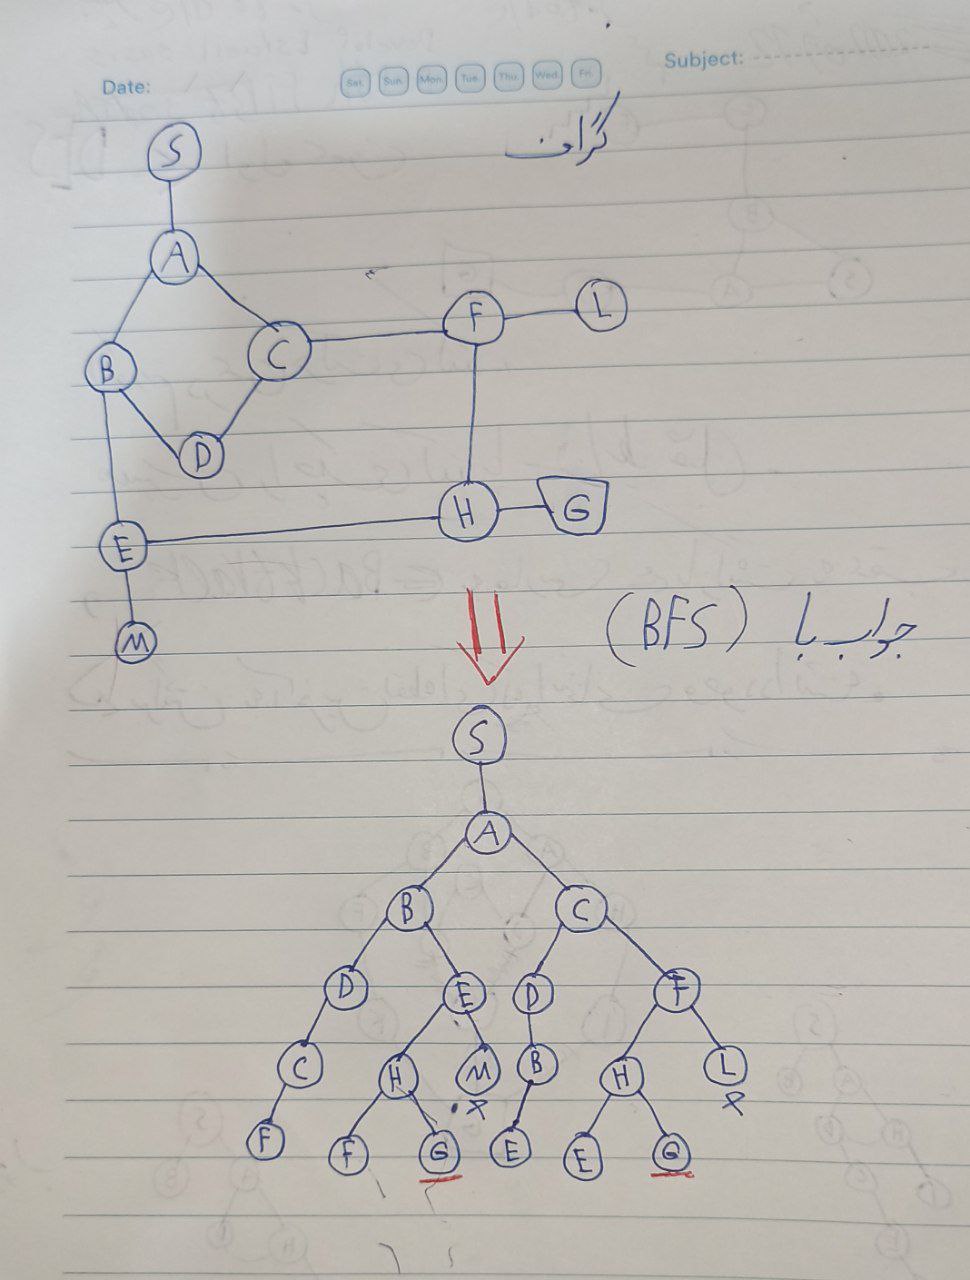 Date:
Sat. Sun. Mon. Tue. Thu. Wed. Fri.
Subject:
گراف
S
A
B C F L
D
E H G
M
جواب با (BFS)
S
A
B C
D E D F
C H M B H L
x x
F F G E E G